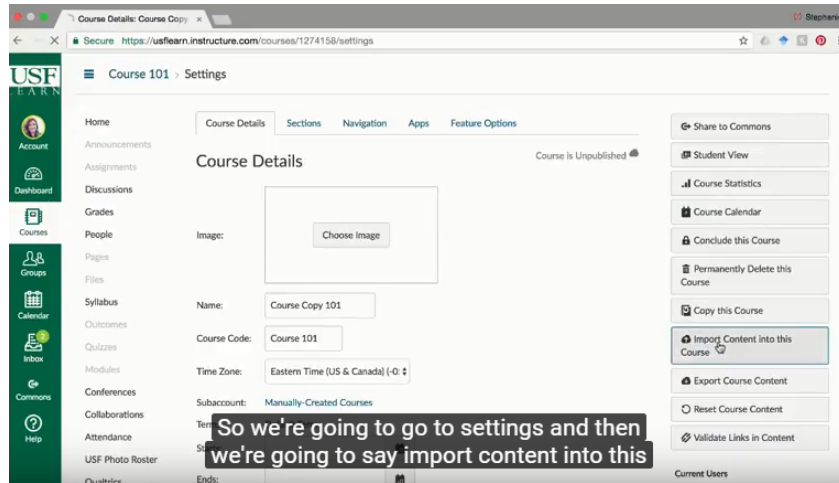 Course Details: Course Copy ×
Stephanie
Secure https://usflearn.instructure.com/courses/1274158/settings
USF
LEARN
Course 101 › Settings
Account
Dashboard
Courses
Groups
Calendar
2
Inbox
Commons
Help
Home
Announcements
Assignments
Discussions
Grades
People
Pages
Files
Syllabus
Outcomes
Quizzes
Modules
Conferences
Collaborations
Attendance
USF Photo Roster
Qualtrics
Course Details Sections Navigation Apps Feature Options
Course Details
Course is Unpublished
Image:
Choose Image
Name: Course Copy 101
Course Code: Course 101
Time Zone: Eastern Time (US & Canada)
Subaccount: Manually-Created Courses
Ends:
Share to Commons
Student View
Course Statistics
Course Calendar
Conclude this Course
Permanently Delete this
Course
Copy this Course
Import Content into this
Course
Export Course Content
Reset Course Content
Validate Links in Content
Current Users
So we're going to go to settings and then
we're going to say import content into this